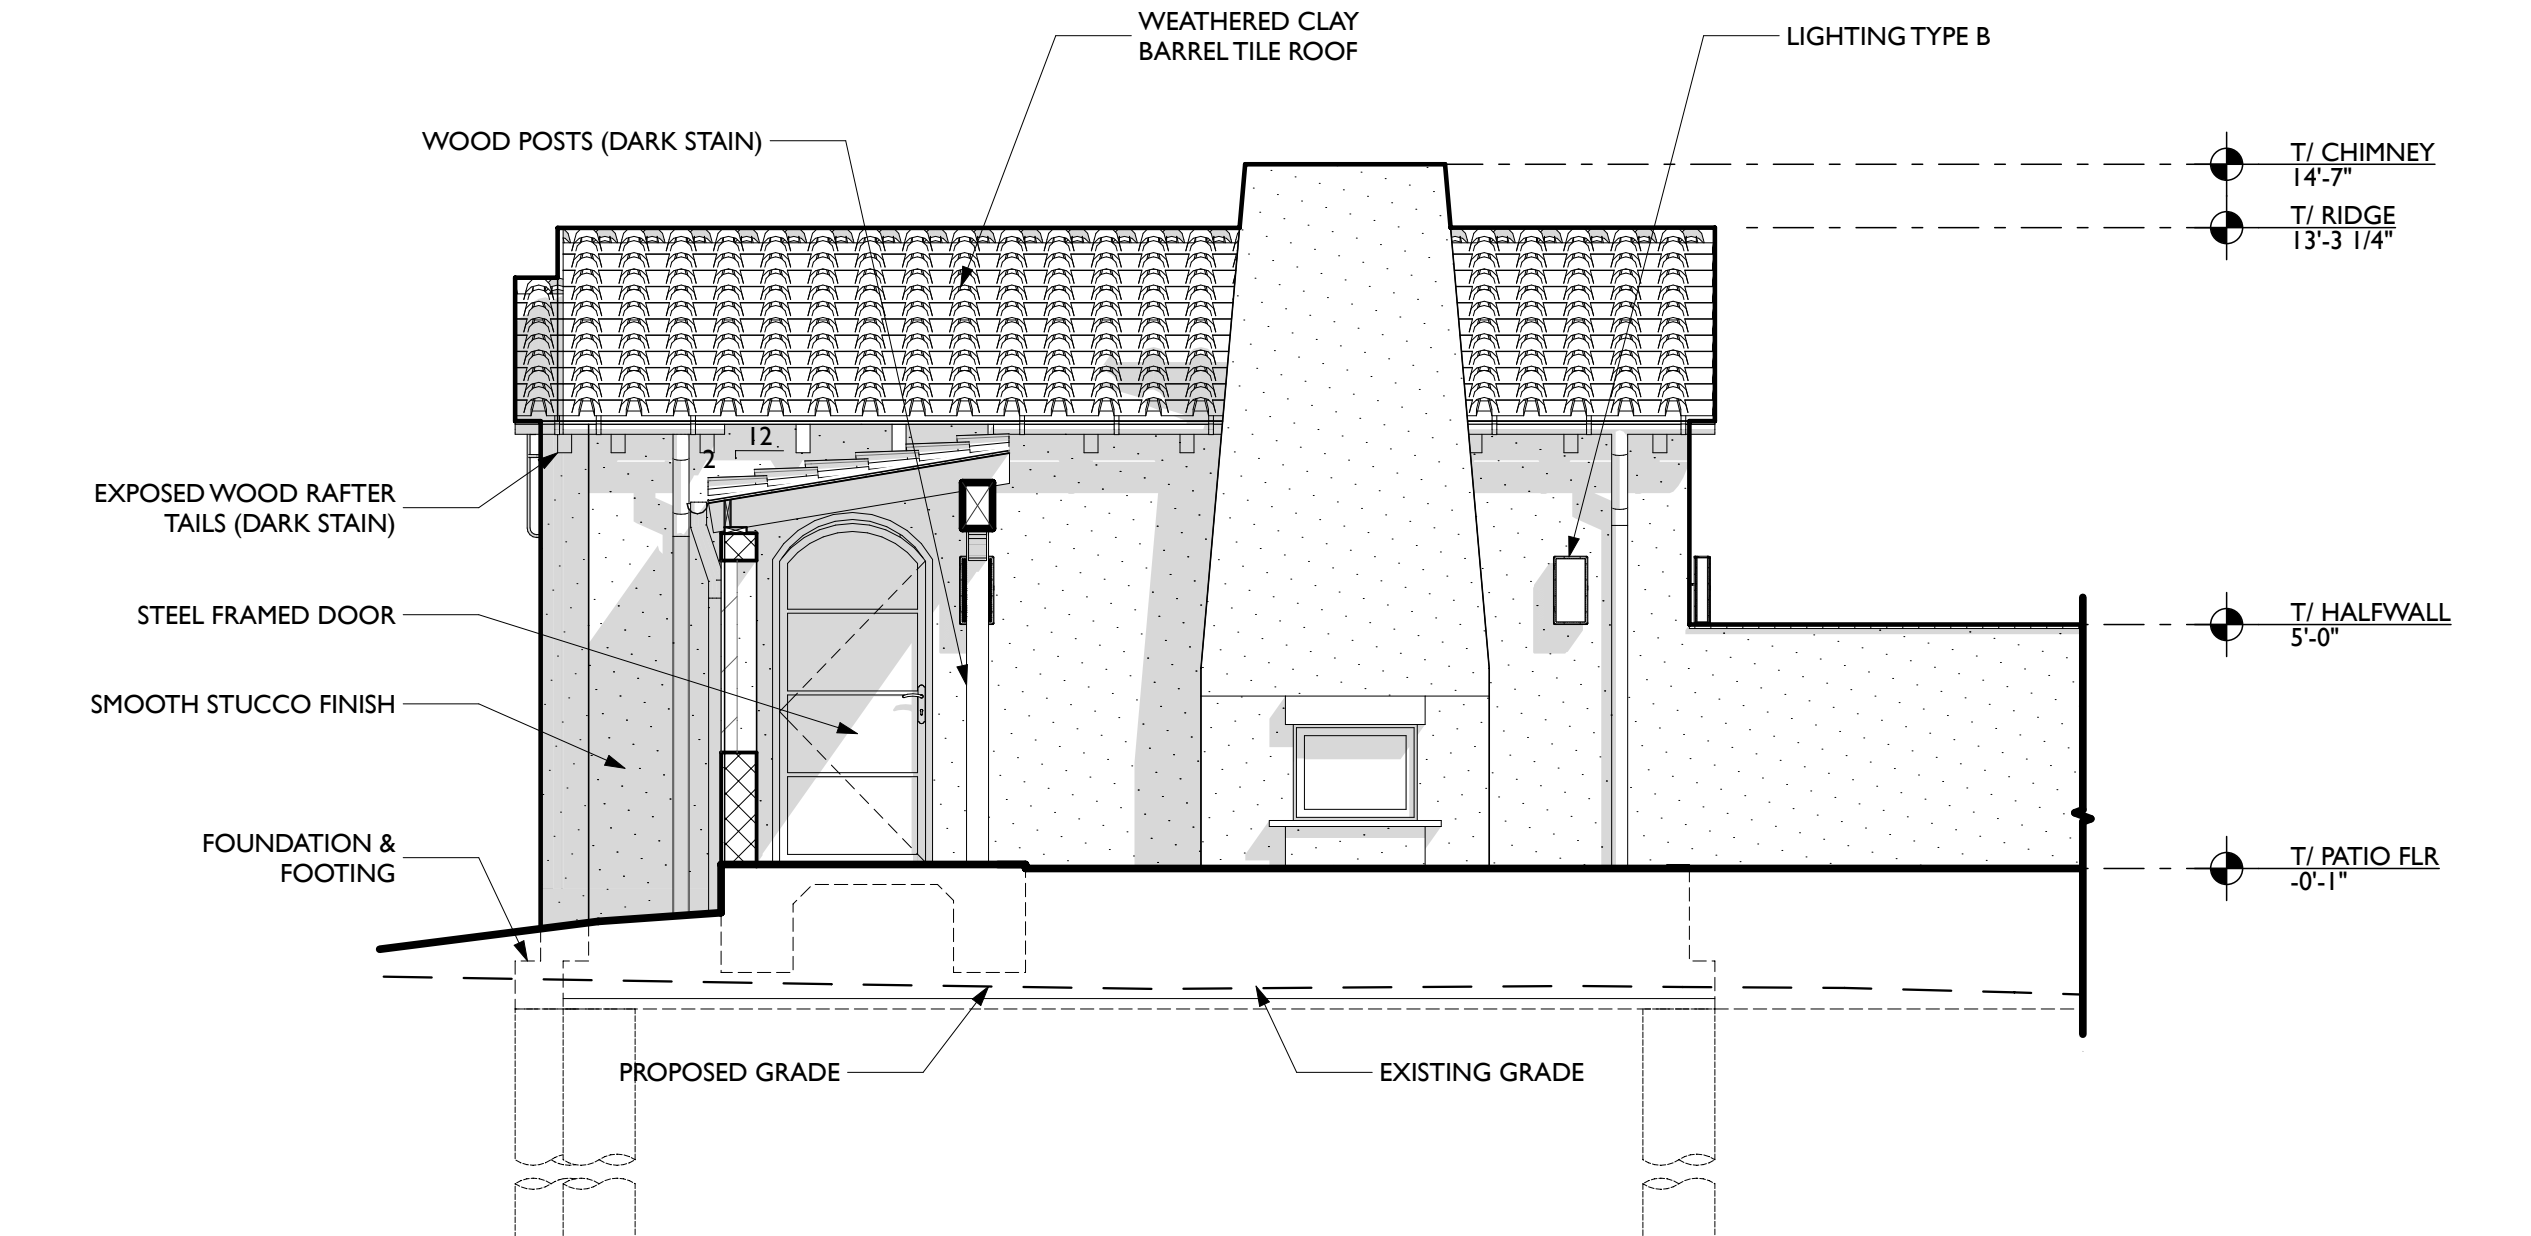 WEATHERED CLAY
BARREL TILE ROOF
LIGHTING TYPE B
WOOD POSTS (DARK STAIN)
T/ CHIMNEY
14'-7"
T/ RIDGE
13'-3 1/4"
12
2
EXPOSED WOOD RAFTER
TAILS (DARK STAIN)
STEEL FRAMED DOOR
T/ HALFWALL
5'-0"
SMOOTH STUCCO FINISH
FOUNDATION &
FOOTING
T/ PATIO FLR
-0'-1"
PROPOSED GRADE
EXISTING GRADE